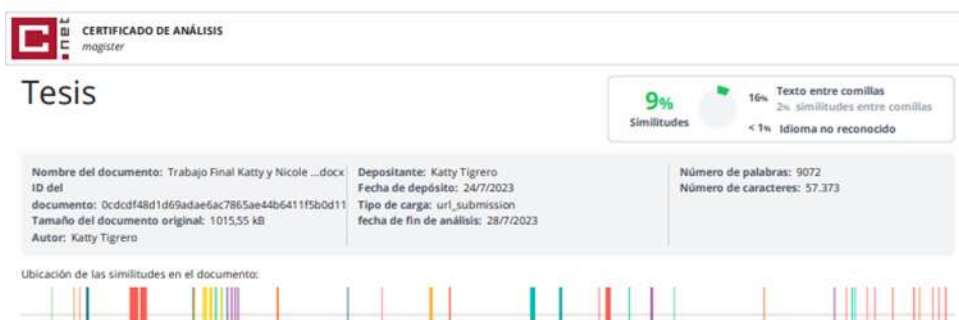 C .net
CERTIFICADO DE ANÁLISIS
magister
Tesis
9%
Similitudes
16% Texto entre comillas
2% similitudes entre comillas
< 1% Idioma no reconocido
Nombre del documento: Trabajo Final Katty y Nicole ...docx
ID del
documento: 0cdcdf48d1d69adae6ac7865ae44b6411f5b0d11
Tamaño del documento original: 1015,55 kB
Autor: Katty Tigrero
Depositante: Katty Tigrero
Fecha de depósito: 24/7/2023
Tipo de carga: url_submission
fecha de fin de análisis: 28/7/2023
Número de palabras: 9072
Número de caracteres: 57.373
Ubicación de las similitudes en el documento: